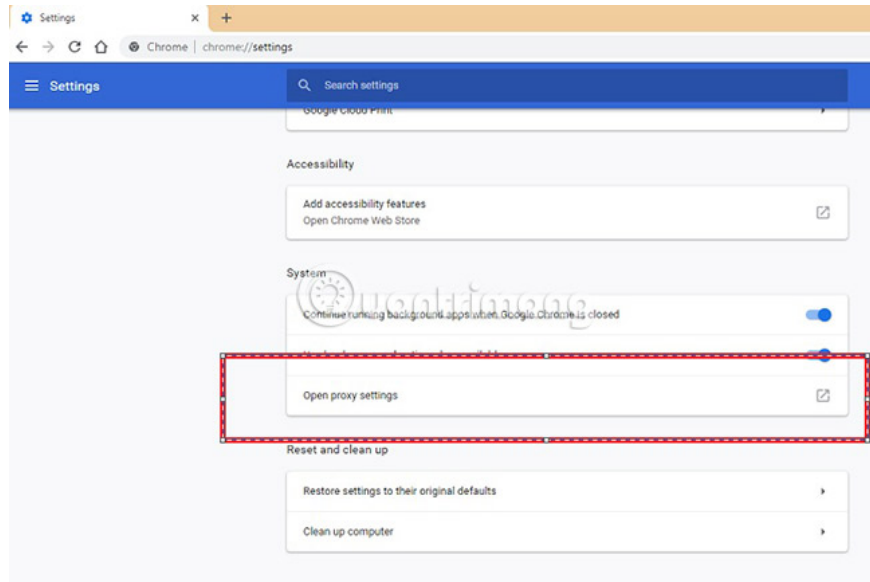 Settings
Chrome | chrome://settings
Settings
Search settings
Google Cloud Print
Accessibility
Add accessibility features
Open Chrome Web Store
System
Quantrimang
Continue running background apps when Google Chrome is closed
Open proxy settings
Reset and clean up
Restore settings to their original defaults
Clean up computer